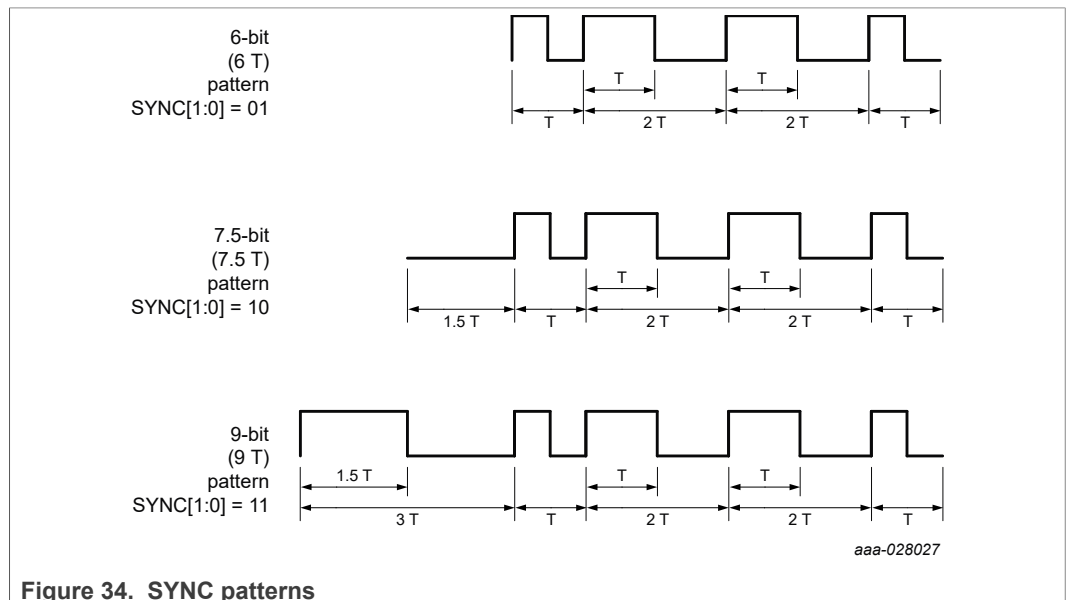 6-bit
(6 T)
pattern
SYNC[1:0] = 01
T
T
T
2 T
2 T
T
7.5-bit
(7.5 T)
pattern
SYNC[1:0] = 10
T
T
1.5 T
T
2 T
2 T
T
9-bit
(9 T)
pattern
SYNC[1:0] = 11
1.5 T
T
T
3 T
T
2 T
2 T
T
aaa-028027
Figure 34. SYNC patterns